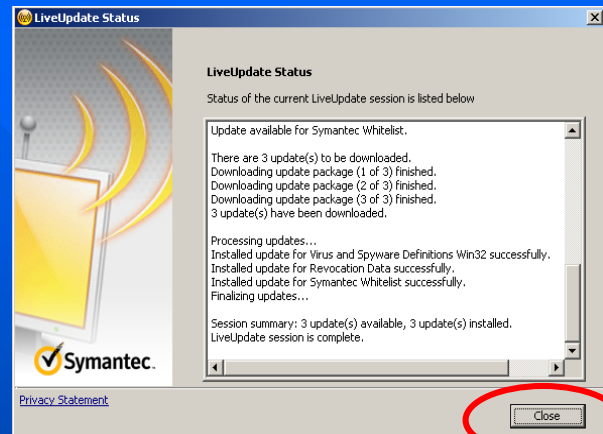 LiveUpdate Status
LiveUpdate Status
Status of the current LiveUpdate session is listed below
Update available for Symantec Whitelist.
There are 3 update(s) to be downloaded.
Downloading update package (1 of 3) finished.
Downloading update package (2 of 3) finished.
Downloading update package (3 of 3) finished.
3 update(s) have been downloaded.
Processing updates...
Installed update for Virus and Spyware Definitions Win32 successfully.
Installed update for Revocation Data successfully.
Installed update for Symantec Whitelist successfully.
Finalizing updates...
Session summary: 3 update(s) available, 3 update(s) installed.
LiveUpdate session is complete.
Symantec.
Privacy Statement
Close